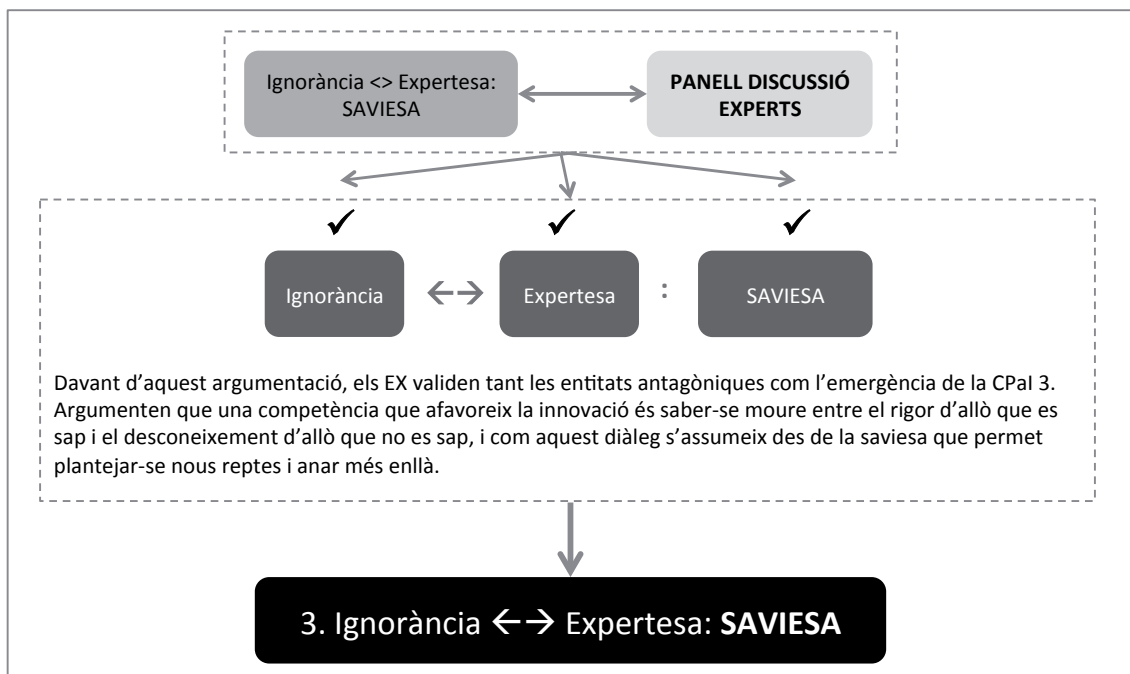 Ignorància <> Expertesa:
SAVIESA
PANELL DISCUSSIÓ
EXPERTS
✓ ✓ ✓
Ignorància ←→ Expertesa : SAVIESA
Davant d’aquest argumentació, els EX validen tant les entitats antagòniques com l’emergència de la CPaI 3.
Argumenten que una competència que afavoreix la innovació és saber-se moure entre el rigor d’allò que es
sap i el desconeixement d’allò que no es sap, i com aquest diàleg s’assumeix des de la saviesa que permet
plantejar-se nous reptes i anar més enllà.
3. Ignorància ←→ Expertesa: SAVIESA